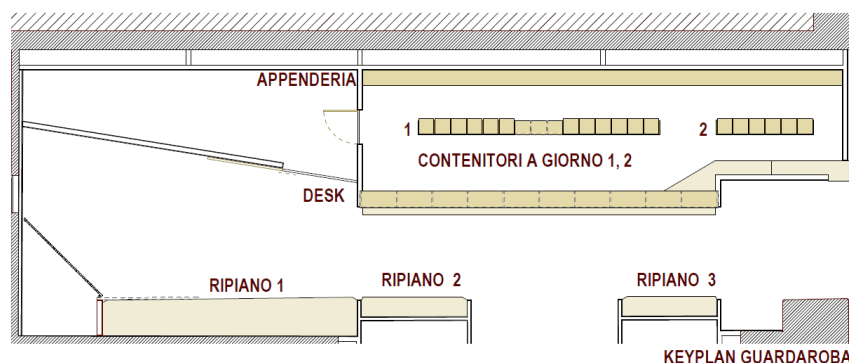 APPENDERIA
1
2
CONTENITORI A GIORNO 1, 2
DESK
RIPIANO 1
RIPIANO 2
RIPIANO 3
KEYPLAN GUARDAROBA